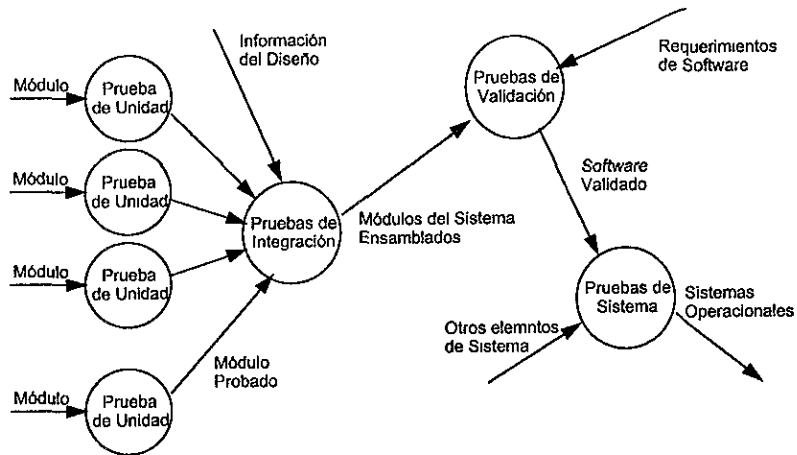 Información
del Diseño
Requerimientos
de Software
Pruebas de
Validación
Módulo
Prueba
de Unidad
Módulo
Prueba
de Unidad
Software
Validado
Pruebas de
Integración
Módulos del Sistema
Ensamblados
Módulo
Prueba
de Unidad
Pruebas de
Sistema
Sistemas
Operacionales
Otros elemntos
de Sistema
Módulo
Probado
Módulo
Prueba
de Unidad